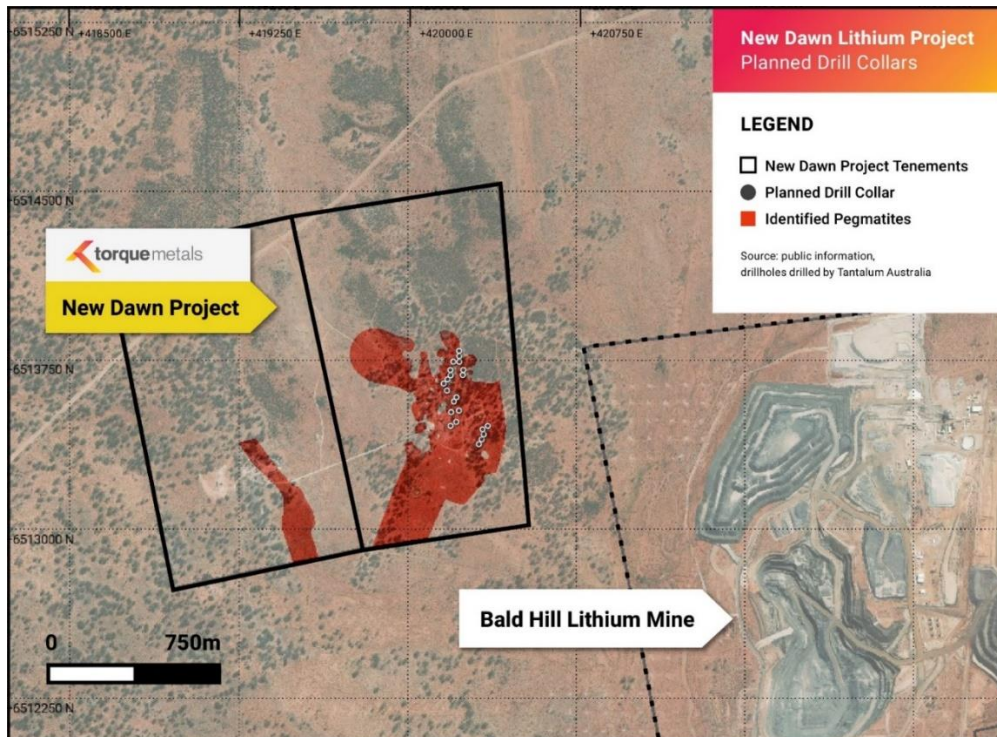 6515250 N
+418500 E
+419250 E
+420000 E
+420750 E
New Dawn Lithium Project
Planned Drill Collars
LEGEND
New Dawn Project Tenements
Planned Drill Collar
Identified Pegmatites
Source: public information,
drillholes drilled by Tantalum Australia
6514500 N
torquemetals
New Dawn Project
6513750 N
6513000 N
Bald Hill Lithium Mine
0 750m
6512250 N